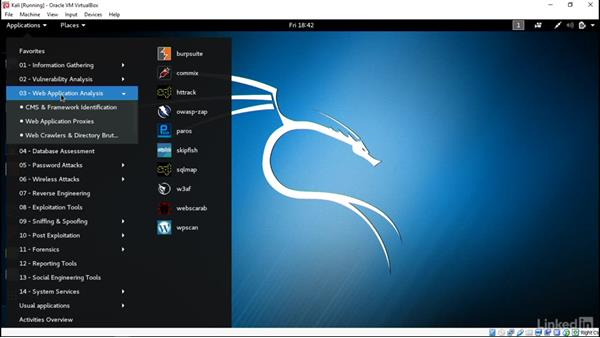 Kali [Running] - Oracle VM VirtualBox
File Machine View Input Devices Help
Applications Places Fri 18:42 1
Favorites
01 - Information Gathering
02 - Vulnerability Analysis
03 - Web Application Analysis
CMS & Framework Identification
Web Application Proxies
Web Crawlers & Directory Brut...
04 - Database Assessment
05 - Password Attacks
06 - Wireless Attacks
07 - Reverse Engineering
08 - Exploitation Tools
09 - Sniffing & Spoofing
10 - Post Exploitation
11 - Forensics
12 - Reporting Tools
13 - Social Engineering Tools
14 - System Services
Usual applications
Activities Overview
burpsuite
commix
httrack
owasp-zap
paros
skipfish
sqlmap
w3af
webscarab
wpscan
LinkedIn
Right Ct